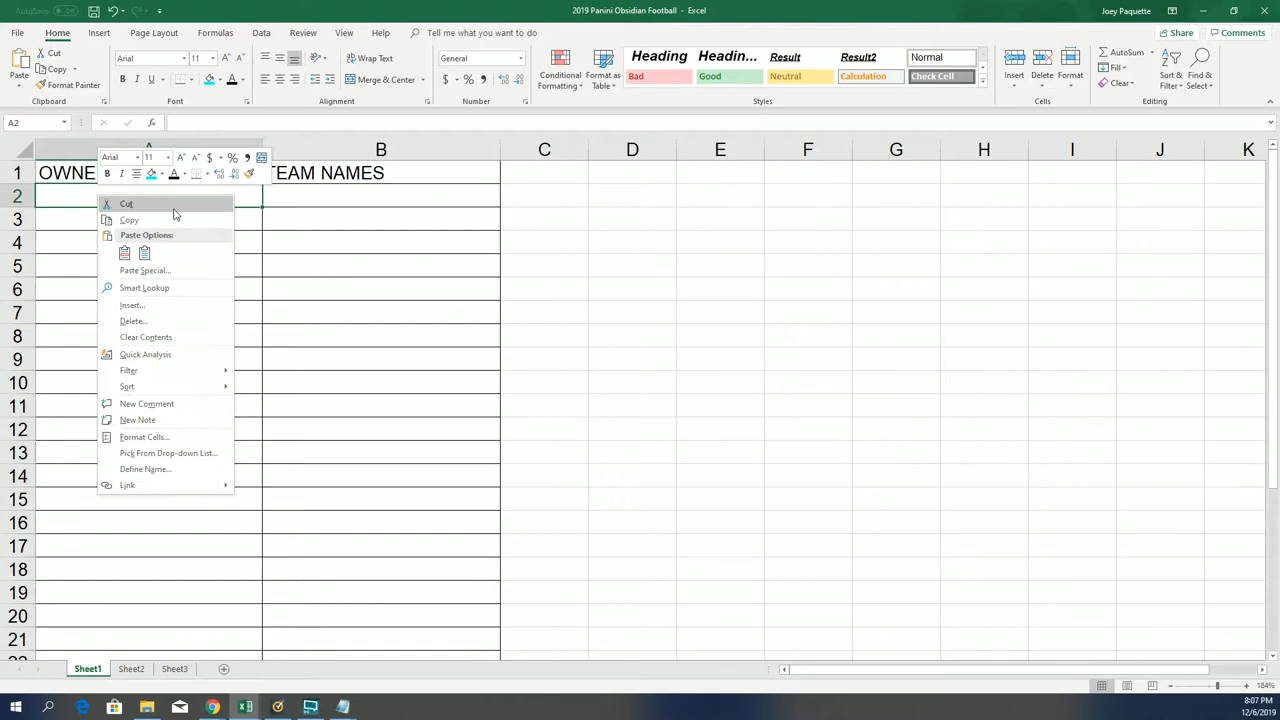 AutoSave Off
2019 Panini Obsidian Football - Excel
Joey Paquette
File Home Insert Page Layout Formulas Data Review View Help Tell me what you want to do
Share Comments
Paste
Cut
Copy
Format Painter
Clipboard
Arial 11
B I U
Font
Wrap Text
Merge & Center
Alignment
General
$ % ,
Number
Conditional
Formatting
Format as
Table
Heading Headin... Result Result2 Normal
Bad Good Neutral Calculation Check Cell
Styles
Insert Delete Format
Cells
AutoSum
Fill
Clear
Sort &
Filter
Find &
Select
Editing
A2
fx
A B C D E F G H I J K
Arial 11 $ % ,
B I
1 OWNE TEAM NAMES
2
3
4
5
6
7
8
9
10
11
12
13
14
15
16
17
18
19
20
21
Cut
Copy
Paste Options:
Paste Special...
Smart Lookup
Insert...
Delete...
Clear Contents
Quick Analysis
Filter
Sort
New Comment
New Note
Format Cells...
Pick From Drop-down List...
Define Name...
Link
Sheet1 Sheet2 Sheet3
184%
8:07 PM
12/6/2019